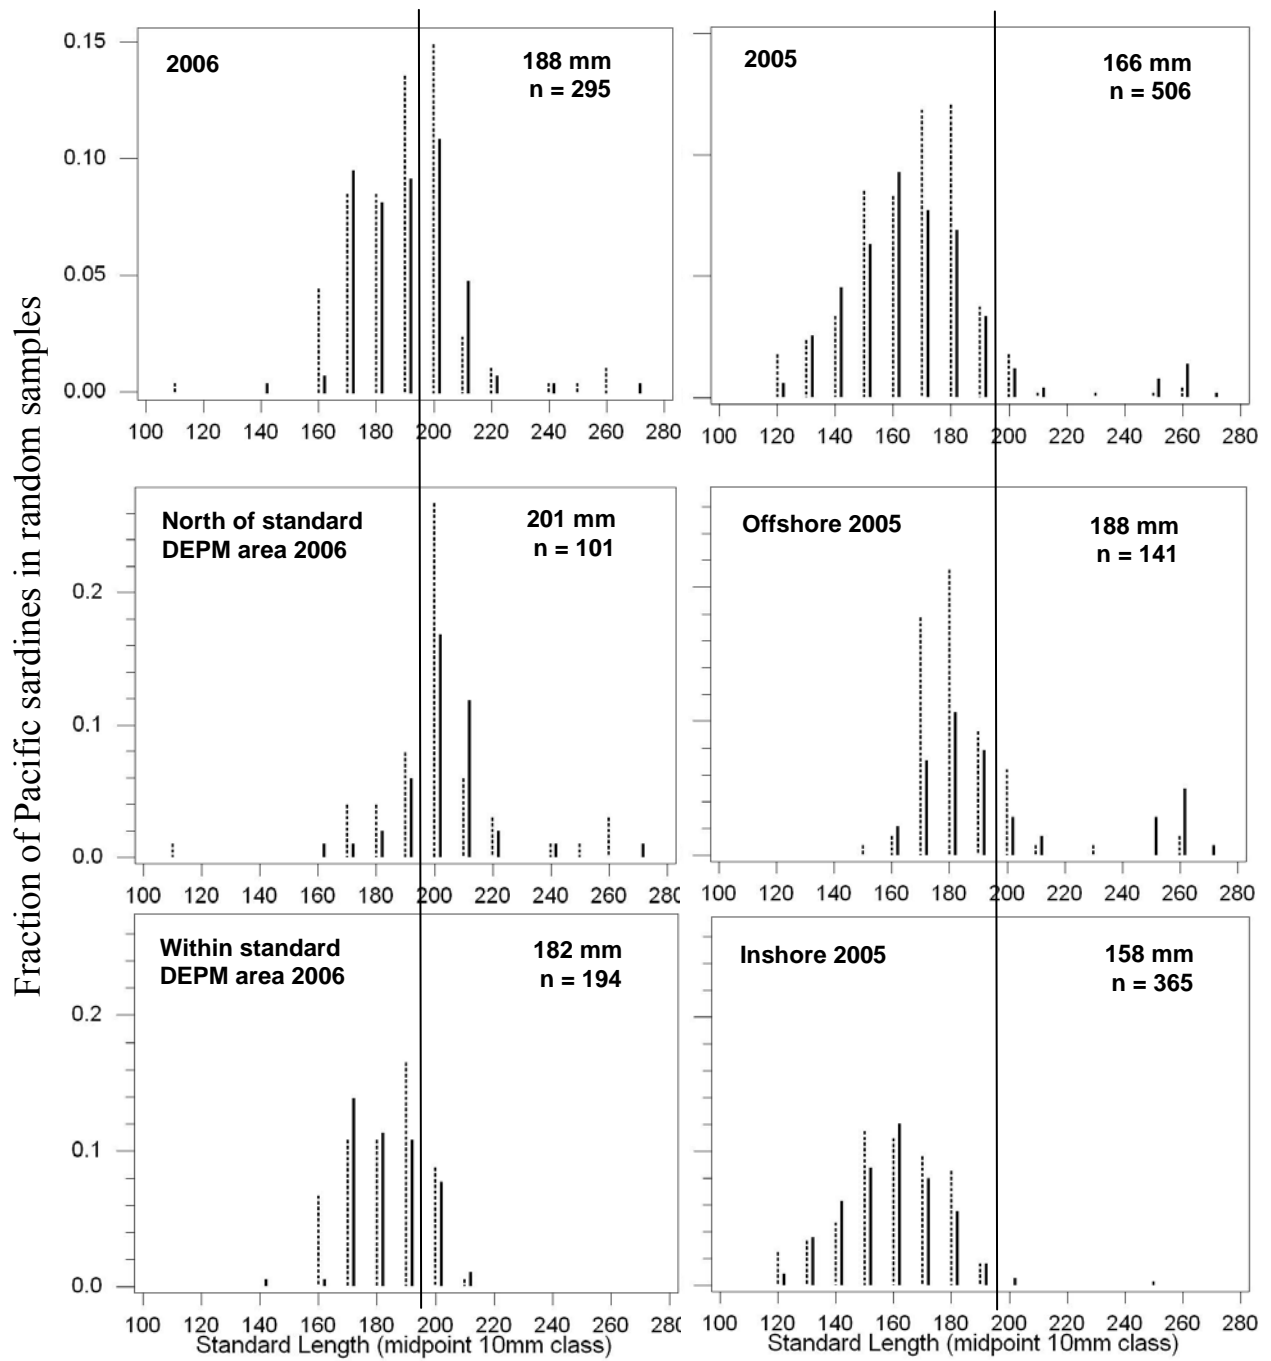 Fraction of Pacific sardines in random samples
2006
188 mm
n = 295
0.15
0.10
0.05
0.00
100 120 140 160 180 200 220 240 260 280
2005
166 mm
n = 506
100 120 140 160 180 200 220 240 260 280
North of standard
DEPM area 2006
201 mm
n = 101
0.2
0.1
0.0
100 120 140 160 180 200 220 240 260 280
Offshore 2005
188 mm
n = 141
100 120 140 160 180 200 220 240 260 280
Within standard
DEPM area 2006
182 mm
n = 194
0.2
0.1
0.0
100 120 140 160 180 200 220 240 260 280
Standard Length (midpoint 10mm class)
Inshore 2005
158 mm
n = 365
100 120 140 160 180 200 220 240 260 280
Standard Length (midpoint 10mm class)